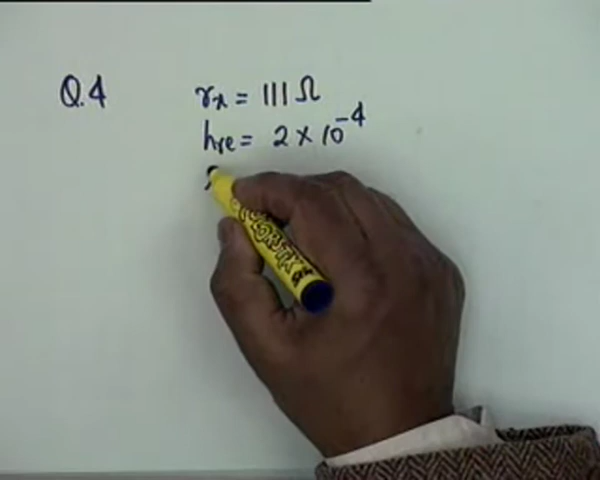 Q.4 rx = 111 Ω
hre = 2 × 10⁻⁴